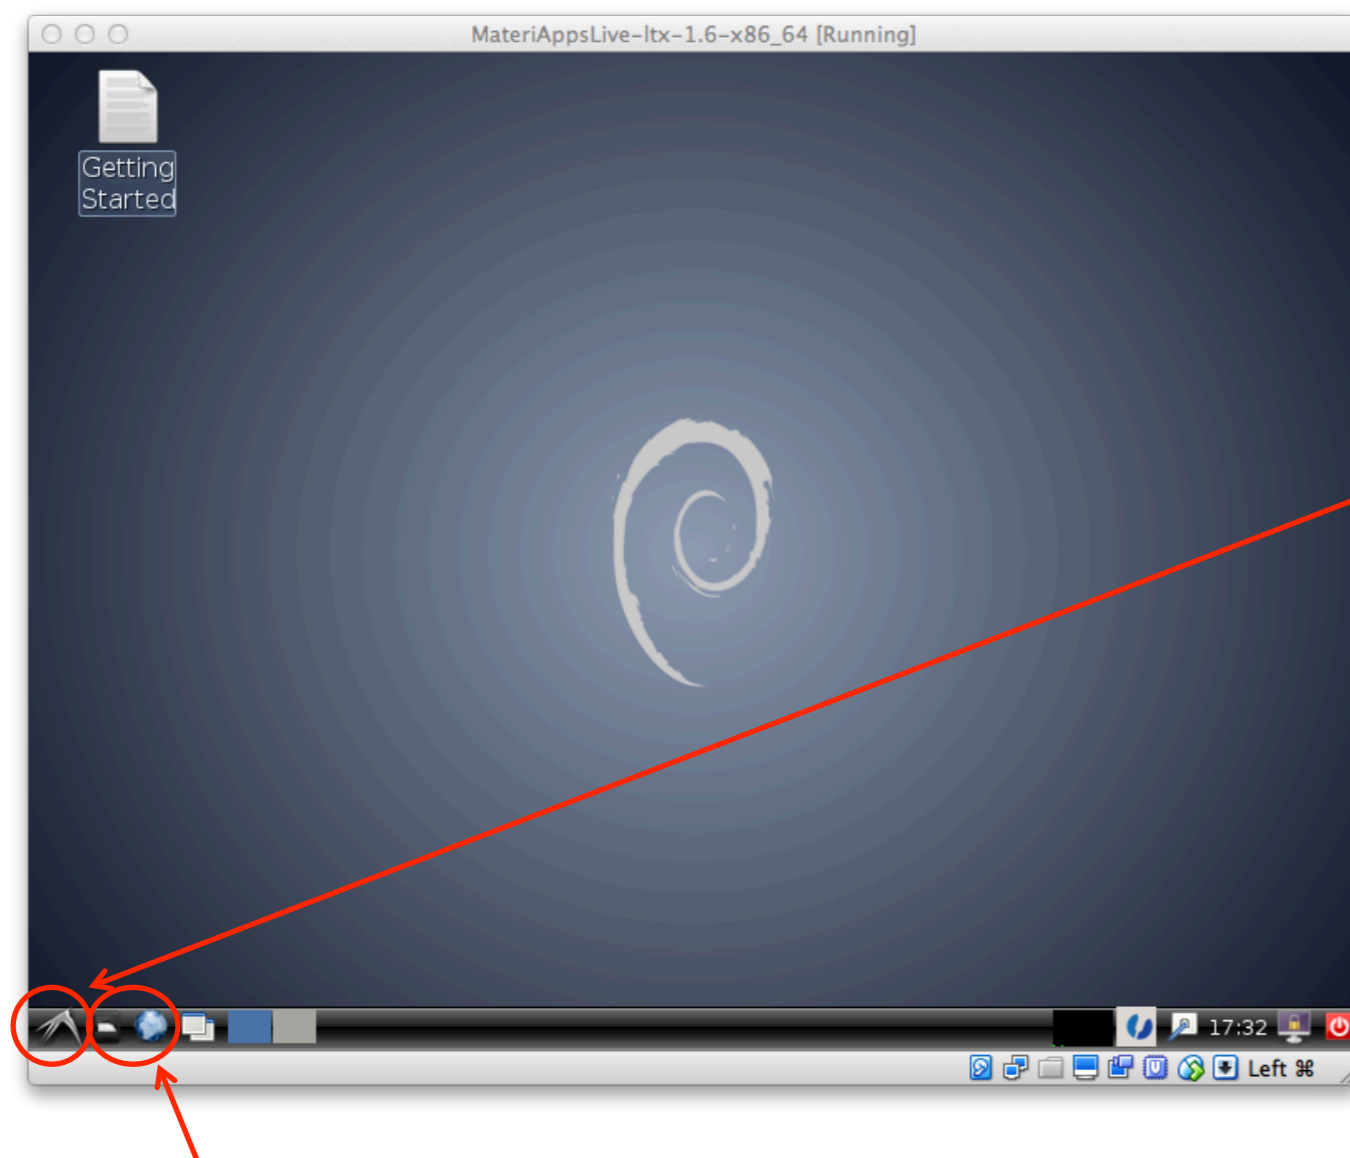 MateriAppsLive-ltx-1.6-x86_64 [Running]
Getting
Started
17:32
Left ⌘